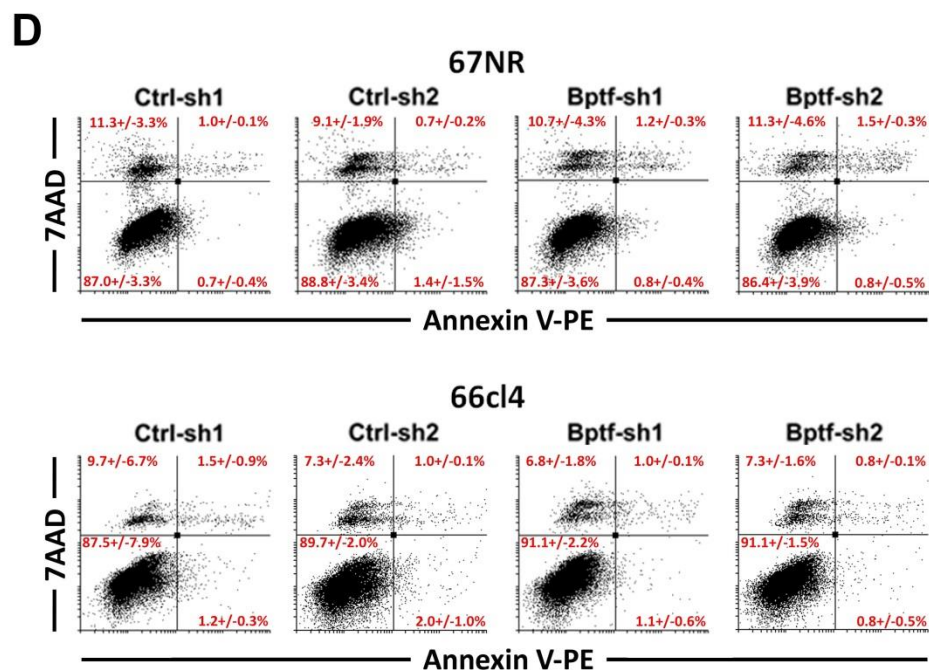 D
67NR
Ctrl-sh1 Ctrl-sh2 Bptf-sh1 Bptf-sh2
11.3+/-3.3% 1.0+/-0.1% 9.1+/-1.9% 0.7+/-0.2% 10.7+/-4.3% 1.2+/-0.3% 11.3+/-4.6% 1.5+/-0.3%
7AAD
87.0+/-3.3% 0.7+/-0.4% 88.8+/-3.4% 1.4+/-1.5% 87.3+/-3.6% 0.8+/-0.4% 86.4+/-3.9% 0.8+/-0.5%
Annexin V-PE
66cl4
Ctrl-sh1 Ctrl-sh2 Bptf-sh1 Bptf-sh2
9.7+/-6.7% 1.5+/-0.9% 7.3+/-2.4% 1.0+/-0.1% 6.8+/-1.8% 1.0+/-0.1% 7.3+/-1.6% 0.8+/-0.1%
7AAD
87.5+/-7.9% 89.7+/-2.0% 91.1+/-2.2% 91.1+/-1.5%
1.2+/-0.3% 2.0+/-1.0% 1.1+/-0.6% 0.8+/-0.5%
Annexin V-PE